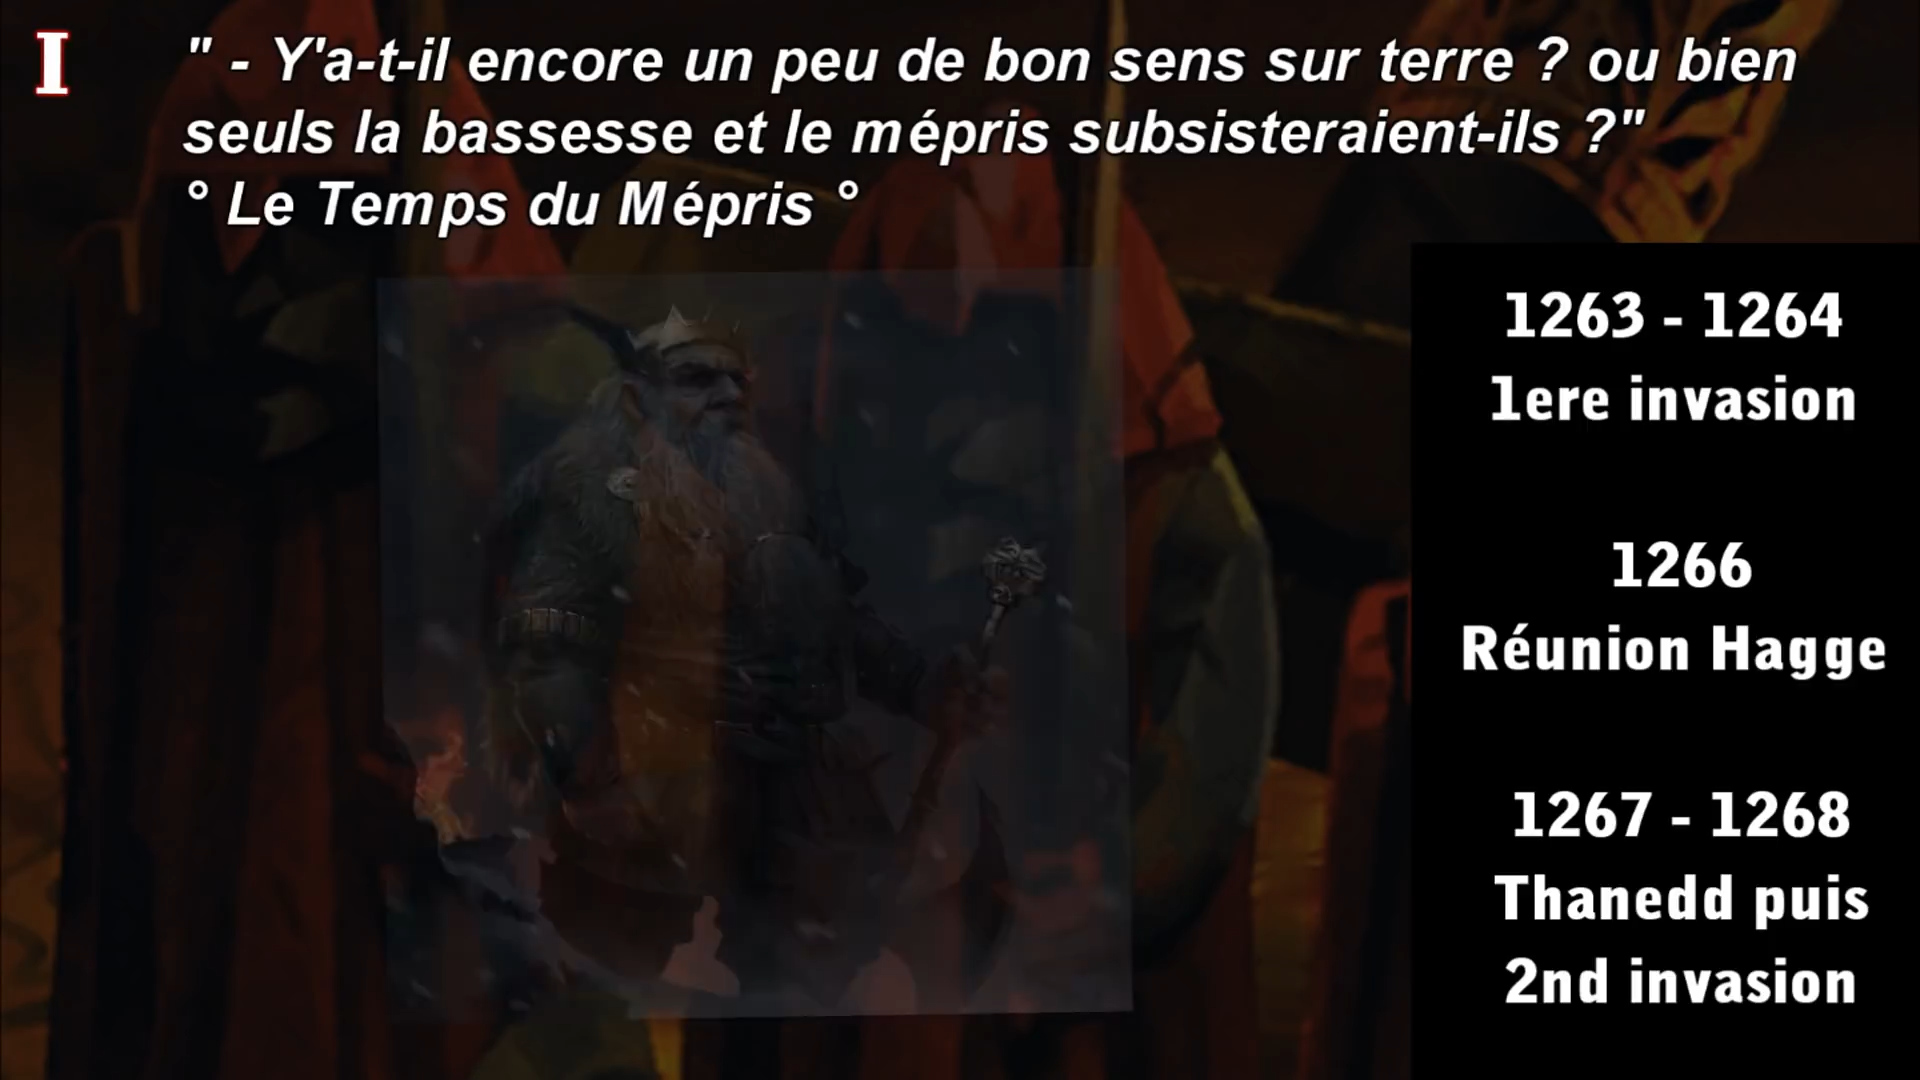 I
" - Y'a-t-il encore un peu de bon sens sur terre ? ou bien
seuls la bassesse et le mépris subsisteraient-ils ?"
° Le Temps du Mépris °
1263 - 1264
1ere invasion
1266
Réunion Hagge
1267 - 1268
Thanedd puis
2nd invasion